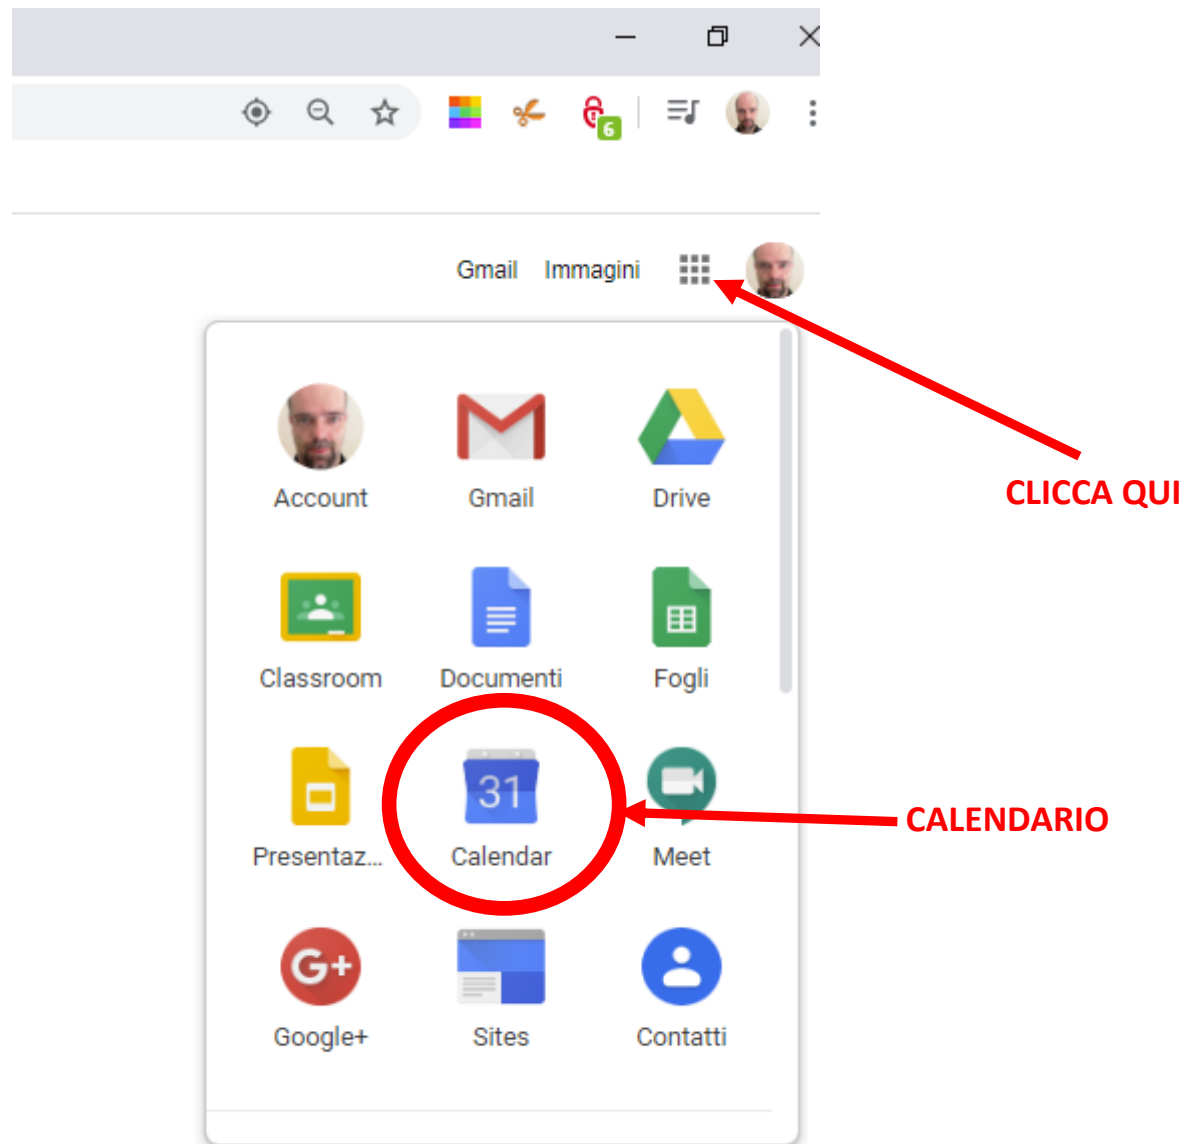 6
Gmail Immagini
Account Gmail Drive
CLICCA QUI
Classroom Documenti Fogli
31
CALENDARIO
Presentaz... Calendar Meet
G+
Google+ Sites Contatti